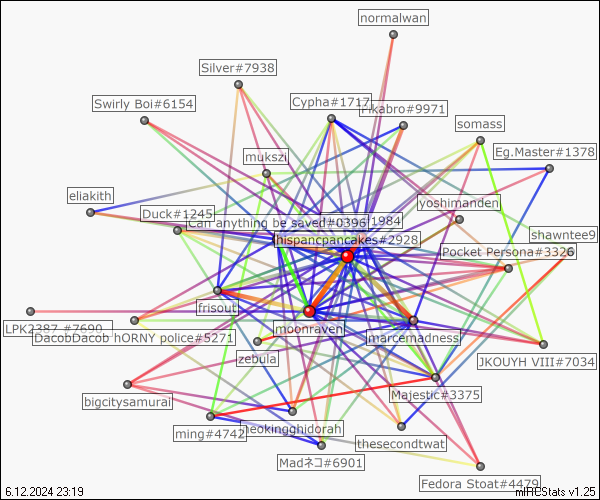 normalwan
Silver#7938
Swirly Boi#6154
Cypha#1717
Pikabro#9971
somass
Eg.Master#1378
mukszi
eliakith
yoshimanden
Duck#1245
Can anything be saved#0396
1984
shawntee9
hispancpancakes#2928
Pocket Persona#3326
frisout
LPK2387 #7690
DacobDacob hORNY police#5271
moonraven
marcemadness
zebula
JKOUYH VIII#7034
Majestic#3375
bigcitysamurai
ming#4742
neokingghidorah
thesecondtwat
Madネコ#6901
Fedora Stoat#4479
6.12.2024 23:19
mIRCStats v1.25